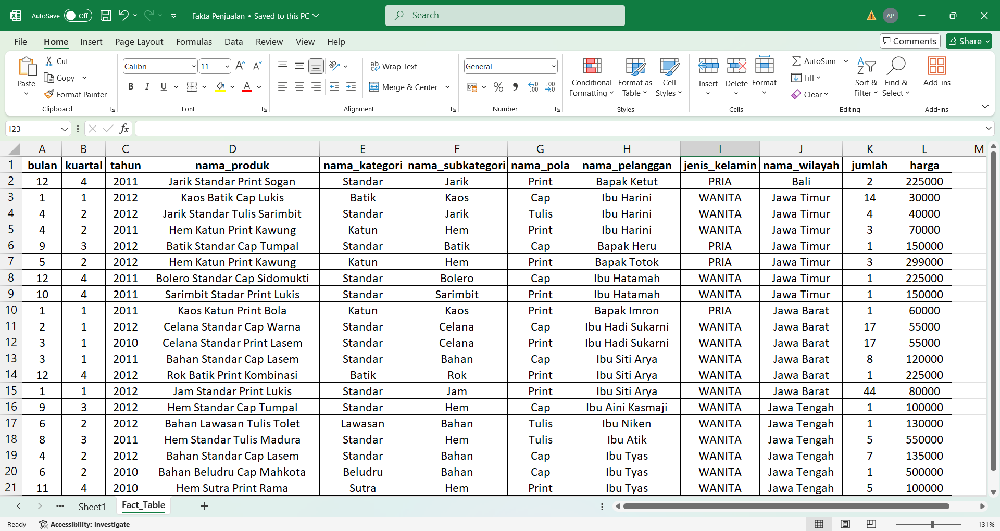 AutoSave Off Fakta Penjualan • Saved to this PC Search AP
File Home Insert Page Layout Formulas Data Review View Help Comments Share
Paste Cut Copy Format Painter Clipboard
Calibri 11 B I U A Font
Wrap Text Merge & Center Alignment
General % Number
Conditional Formatting Format as Table Cell Styles Styles
Insert Delete Format Cells
AutoSum Fill Clear Sort & Filter Find & Select Editing
Add-ins Add-ins
I23 fx
A B C D E F G H I J K L M
1 bulan kuartal tahun nama_produk nama_kategori nama_subkategori nama_pola nama_pelanggan jenis_kelamin nama_wilayah jumlah harga
2 12 4 2011 Jarik Standar Print Sogan Standar Jarik Print Bapak Ketut PRIA Bali 2 225000
3 1 1 2012 Kaos Batik Cap Lukis Batik Kaos Cap Ibu Harini WANITA Jawa Timur 14 30000
4 4 2 2012 Jarik Standar Tulis Sarimbit Standar Jarik Tulis Ibu Harini WANITA Jawa Timur 4 40000
5 4 2 2011 Hem Katun Print Kawung Katun Hem Print Ibu Harini WANITA Jawa Timur 3 70000
6 9 3 2012 Batik Standar Cap Tumpal Standar Batik Cap Bapak Heru PRIA Jawa Timur 1 150000
7 5 2 2012 Hem Katun Print Kawung Katun Hem Print Bapak Totok PRIA Jawa Timur 3 299000
8 12 4 2011 Bolero Standar Cap Sidomukti Standar Bolero Cap Ibu Hatamah WANITA Jawa Timur 1 225000
9 10 4 2011 Sarimbit Stadar Print Lukis Standar Sarimbit Print Ibu Hatamah WANITA Jawa Timur 1 150000
10 1 1 2011 Kaos Katun Print Bola Katun Kaos Print Bapak Imron PRIA Jawa Barat 1 60000
11 2 1 2012 Celana Standar Cap Warna Standar Celana Cap Ibu Hadi Sukarni WANITA Jawa Barat 17 55000
12 3 1 2010 Celana Standar Print Lasem Standar Celana Print Ibu Hadi Sukarni WANITA Jawa Barat 17 55000
13 3 1 2011 Bahan Standar Cap Lasem Standar Bahan Cap Ibu Siti Arya WANITA Jawa Barat 8 120000
14 12 4 2012 Rok Batik Print Kombinasi Batik Rok Print Ibu Siti Arya WANITA Jawa Barat 1 225000
15 1 1 2012 Jam Standar Print Lukis Standar Jam Print Ibu Siti Arya WANITA Jawa Barat 44 80000
16 9 3 2012 Hem Standar Cap Tumpal Standar Hem Cap Ibu Aini Kasmaji WANITA Jawa Tengah 1 100000
17 6 2 2012 Bahan Lawasan Tulis Tolet Lawasan Bahan Tulis Ibu Niken WANITA Jawa Tengah 1 130000
18 8 3 2011 Hem Standar Tulis Madura Standar Hem Tulis Ibu Atik WANITA Jawa Tengah 5 550000
19 4 2 2012 Bahan Standar Cap Lasem Standar Bahan Cap Ibu Tyas WANITA Jawa Tengah 7 135000
20 6 2 2010 Bahan Beludru Cap Mahkota Beludru Bahan Cap Ibu Tyas WANITA Jawa Tengah 1 500000
21 11 4 2010 Hem Sutra Print Rama Sutra Hem Print Ibu Tyas WANITA Jawa Tengah 5 100000
Sheet1 Fact_Table
Ready Accessibility: Investigate 131%